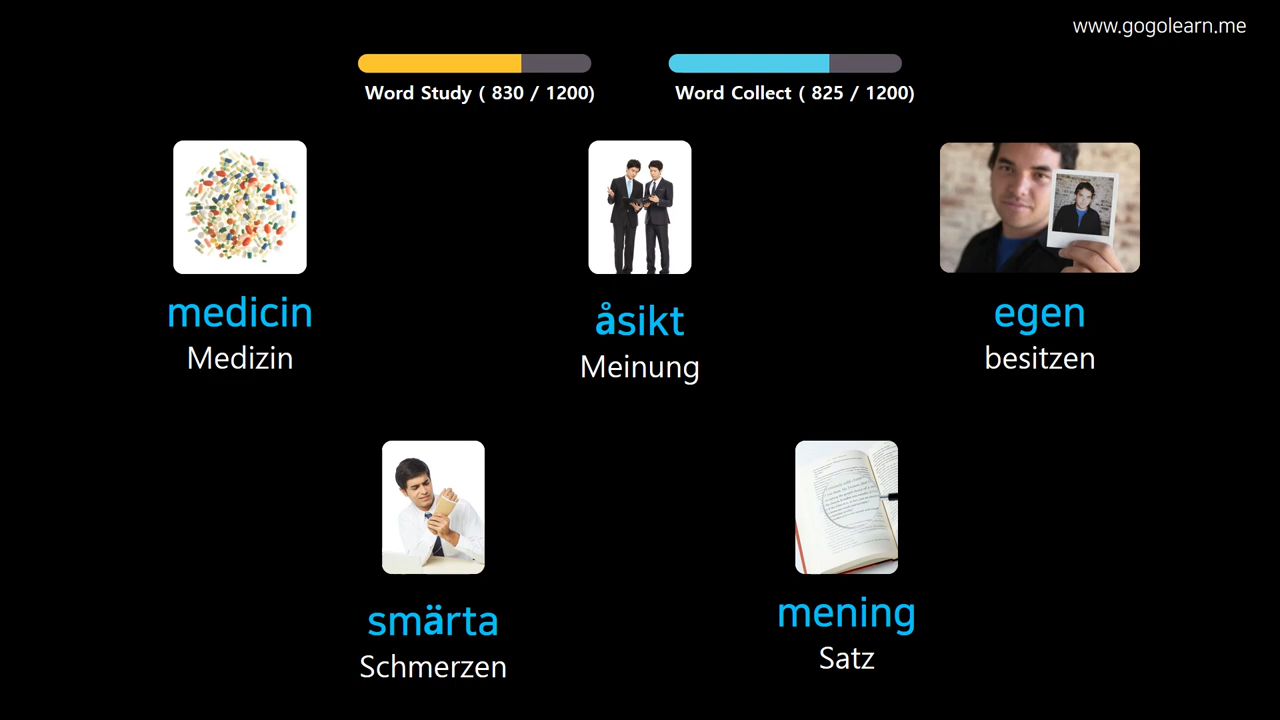 www.gogolearn.me
Word Study ( 830 / 1200)
Word Collect ( 825 / 1200)
medicin
Medizin
åsikt
Meinung
egen
besitzen
smärta
Schmerzen
mening
Satz